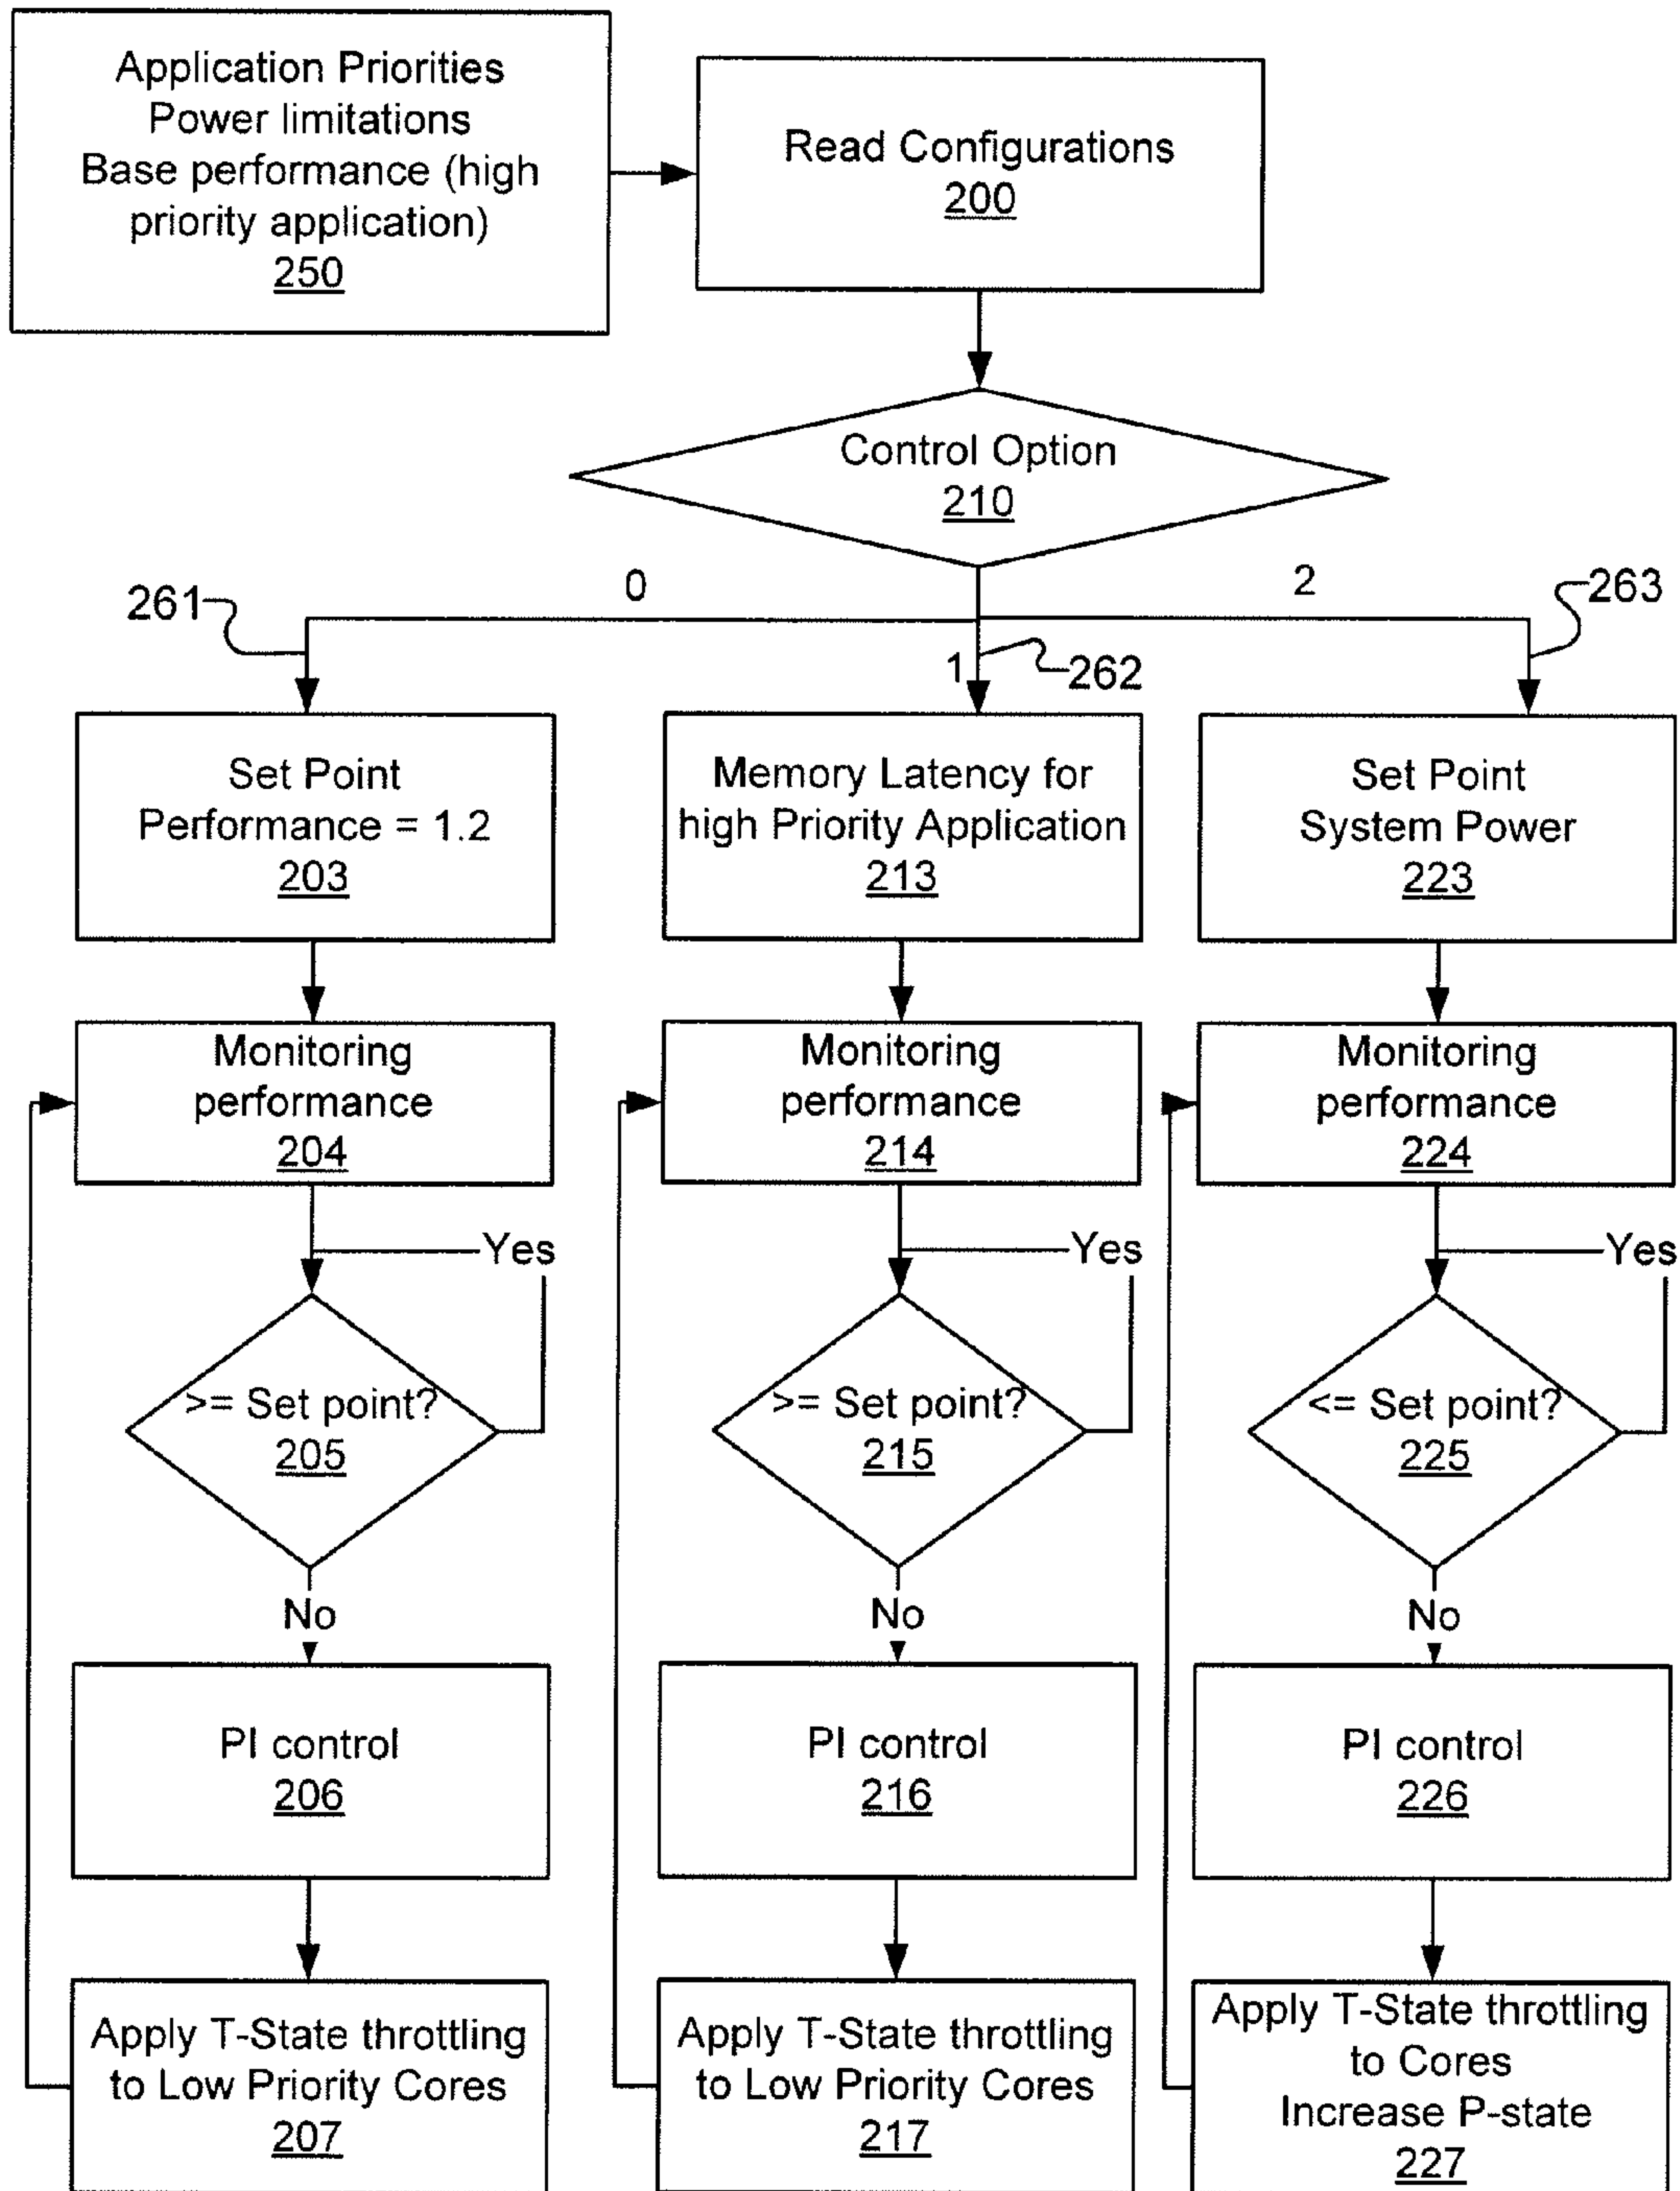 Application Priorities
Power limitations
Base performance (high
priority application)
250
Read Configurations
200
Control Option
210
0
2
261
263
1
262
Set Point
Performance = 1.2
203
Memory Latency for
high Priority Application
213
Set Point
System Power
223
Monitoring
performance
204
Monitoring
performance
214
Monitoring
performance
224
Yes
Yes
Yes
>= Set point?
205
>= Set point?
215
<= Set point?
225
No
No
No
PI control
206
PI control
216
PI control
226
Apply T-State throttling
to Low Priority Cores
207
Apply T-State throttling
to Low Priority Cores
217
Apply T-State throttling
to Cores
Increase P-state
227